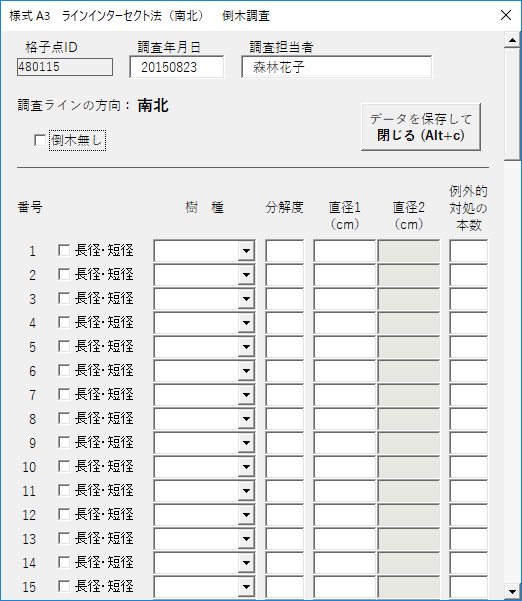 様式 A3 ラインインターセクト法（南北） 倒木調査
格子点ID 調査年月日 調査担当者
480115 20150823 森林花子
調査ラインの方向： 南北
倒木無し
データを保存して
閉じる (Alt+c)
番号 樹 種 分解度 直径1 (cm) 直径2 (cm) 例外的対処の本数
1 長径･短径
2 長径･短径
3 長径･短径
4 長径･短径
5 長径･短径
6 長径･短径
7 長径･短径
8 長径･短径
9 長径･短径
10 長径･短径
11 長径･短径
12 長径･短径
13 長径･短径
14 長径･短径
15 長径･短径